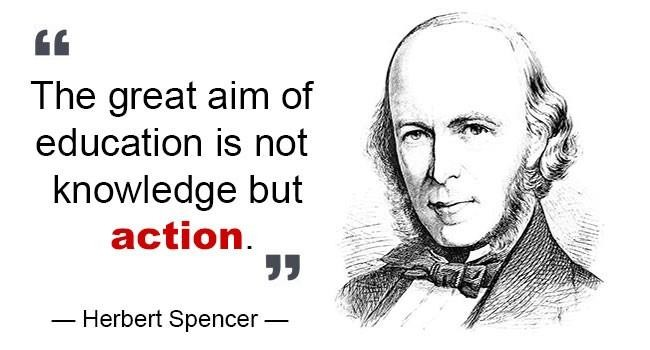 “
The great aim of
education is not
knowledge but
action.
”
— Herbert Spencer —